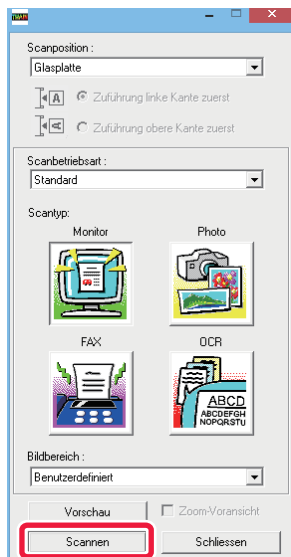 Scanposition :
Glasplatte
A Zuführung linke Kante zuerst
A Zuführung obere Kante zuerst
Scanbetriebsart :
Standard
Scantyp:
Monitor Photo
FAX OCR
ABCD
ABCDEFGH
NOPQRSTU
Bildbereich :
Benutzerdefiniert
Vorschau Zoom-Voransicht
Scannen Schliessen